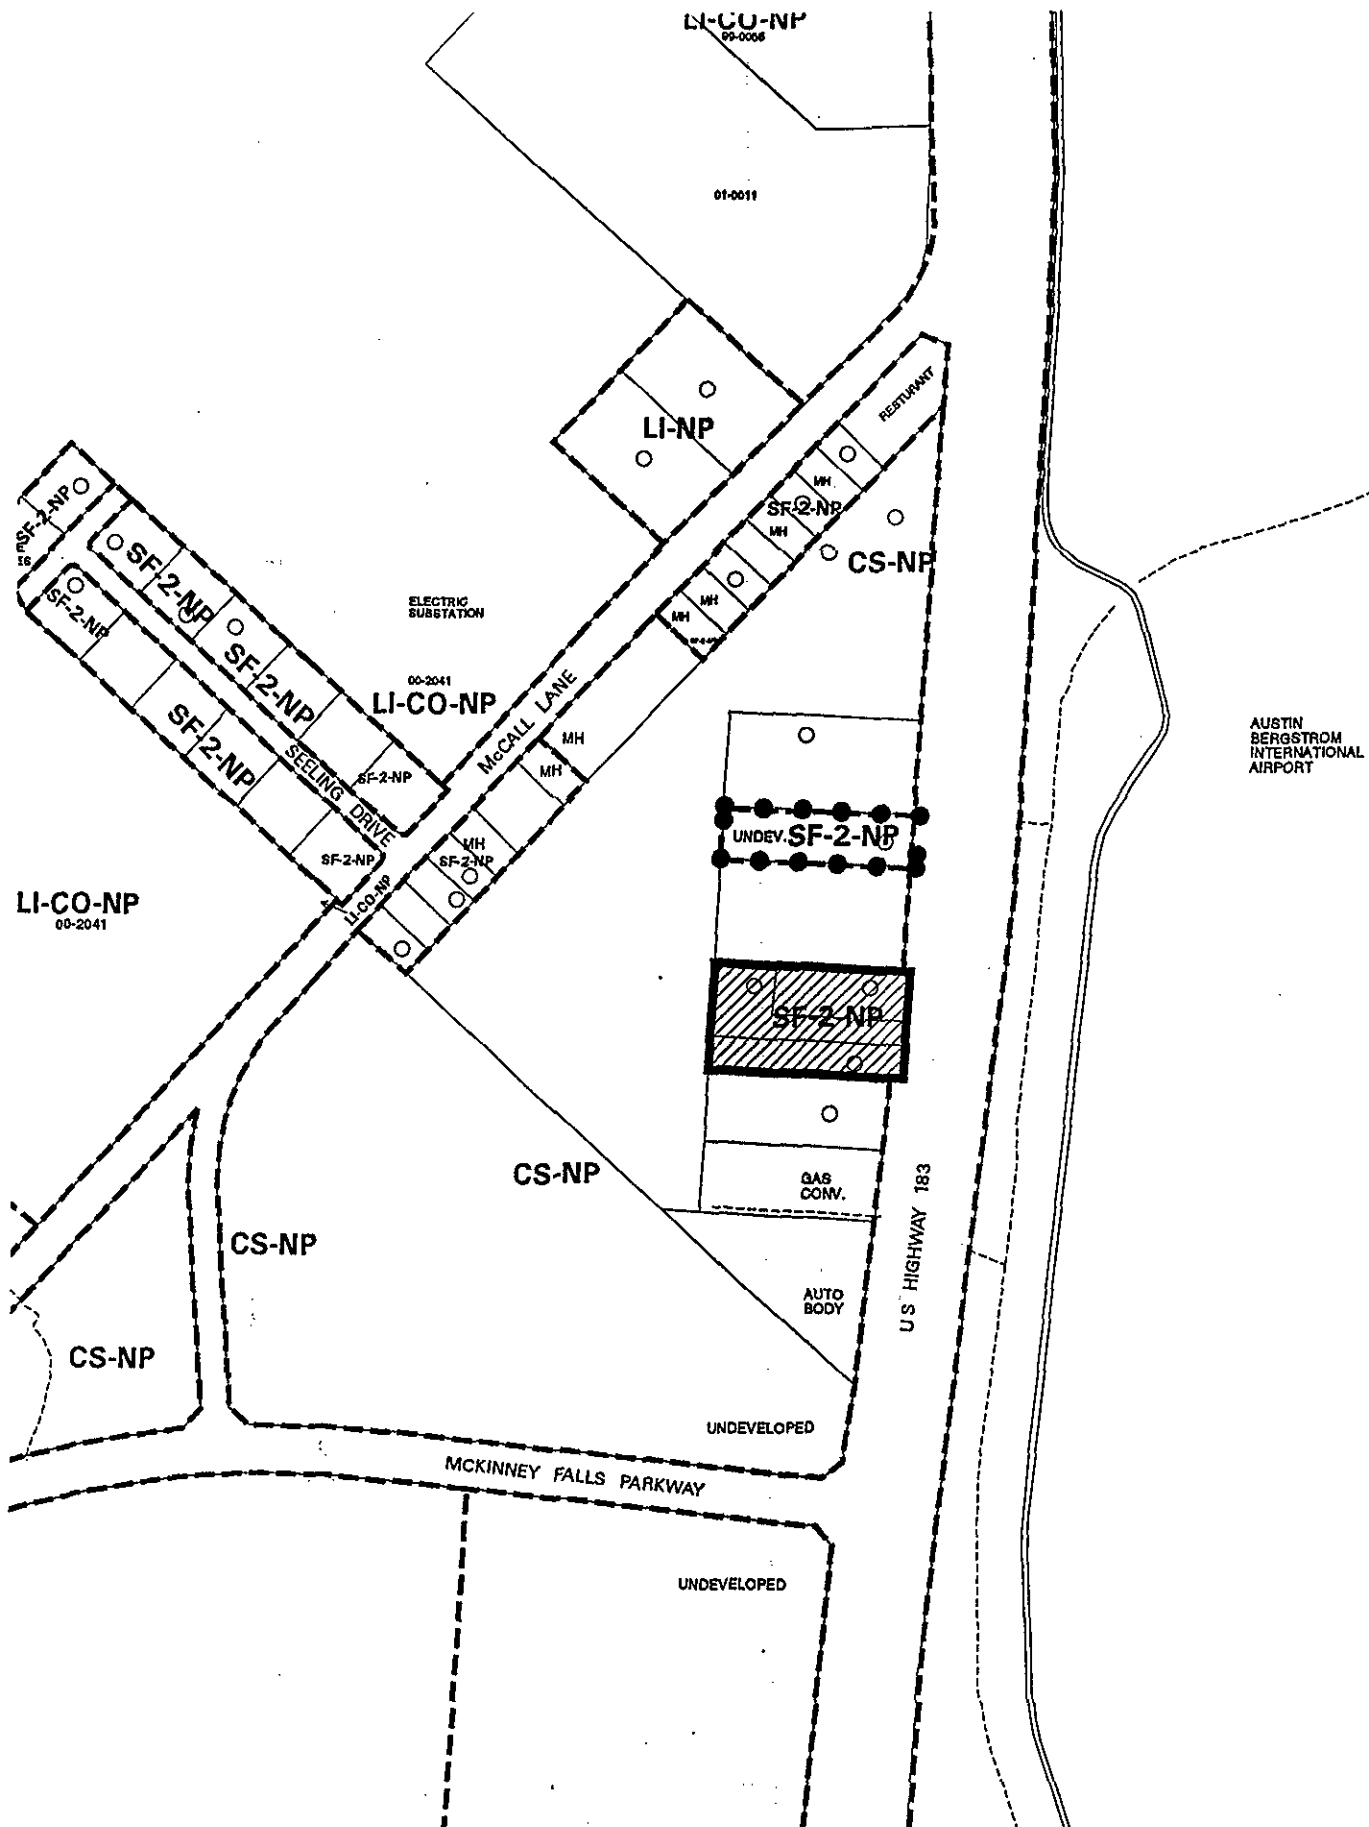 LI-CO-NP
99-0056
01-0011
RESTURANT
LI-NP
MH
SF-2-NP
MH
CS-NP
MH
MH
SF-2-NP
SF-2-NP
SF-2-NP
SF-2-NP
SF-2-NP
SF-2-NP
SF-2-NP
SEELING DRIVE
ELECTRIC
SUBSTATION
00-2041
LI-CO-NP
McCALL LANE
MH
MH
MH
SF-2-NP
LI-CO-NP
LI-CO-NP
00-2041
AUSTIN
BERGSTROM
INTERNATIONAL
AIRPORT
UNDEV. SF-2-NP
SF-2-NP
CS-NP
GAS
CONV.
US HIGHWAY 183
CS-NP
AUTO
BODY
CS-NP
UNDEVELOPED
MCKINNEY FALLS PARKWAY
UNDEVELOPED